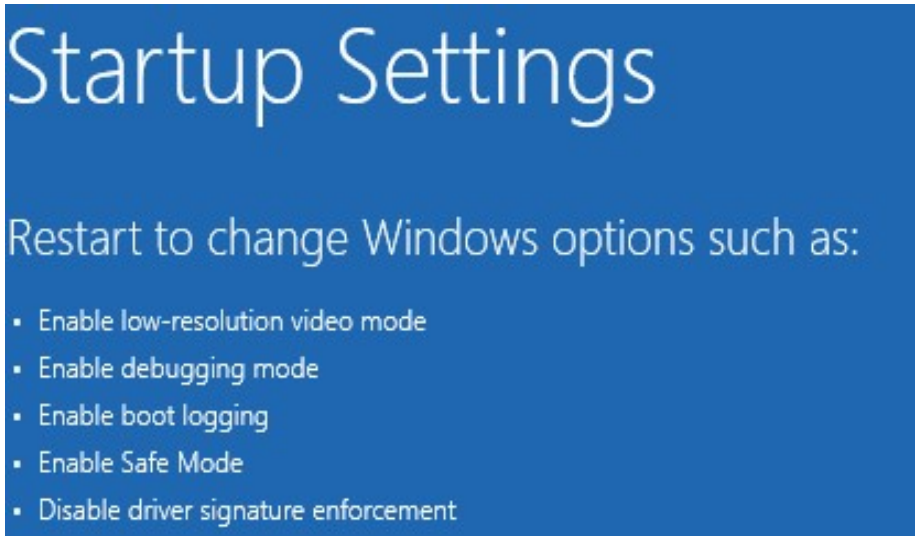 Startup Settings
Restart to change Windows options such as:
▪ Enable low-resolution video mode
▪ Enable debugging mode
▪ Enable boot logging
▪ Enable Safe Mode
▪ Disable driver signature enforcement